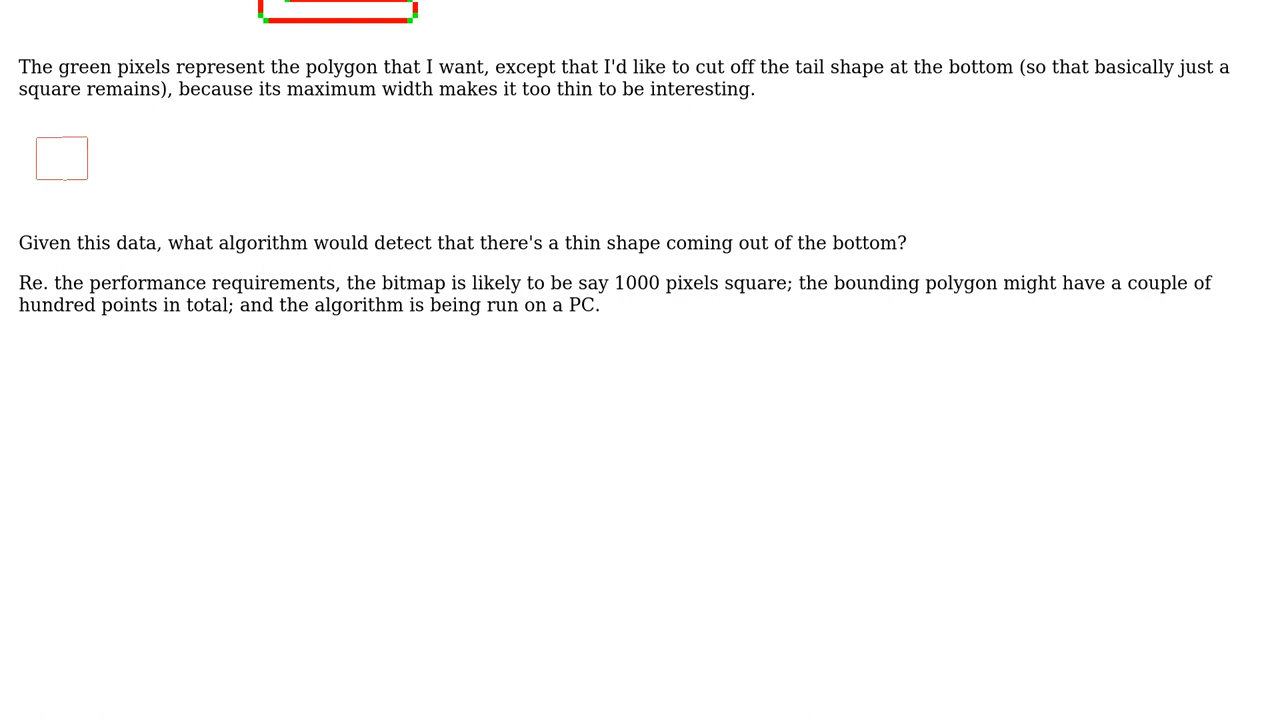 The green pixels represent the polygon that I want, except that I'd like to cut off the tail shape at the bottom (so that basically just a
square remains), because its maximum width makes it too thin to be interesting.
Given this data, what algorithm would detect that there's a thin shape coming out of the bottom?
Re. the performance requirements, the bitmap is likely to be say 1000 pixels square; the bounding polygon might have a couple of
hundred points in total; and the algorithm is being run on a PC.